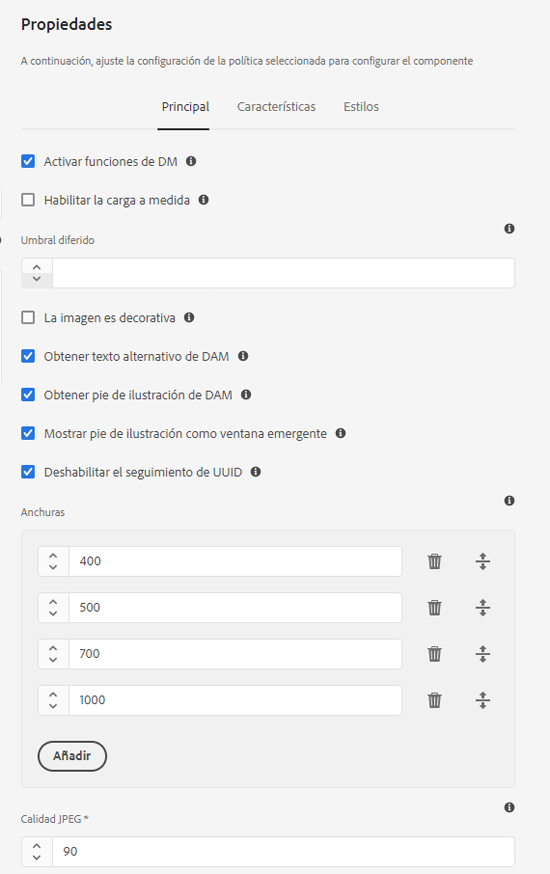 Propiedades
A continuación, ajuste la configuración de la política seleccionada para configurar el componente
Principal Características Estilos
Activar funciones de DM
Habilitar la carga a medida
Umbral diferido
La imagen es decorativa
Obtener texto alternativo de DAM
Obtener pie de ilustración de DAM
Mostrar pie de ilustración como ventana emergente
Deshabilitar el seguimiento de UUID
Anchuras
400
500
700
1000
Añadir
Calidad JPEG *
90